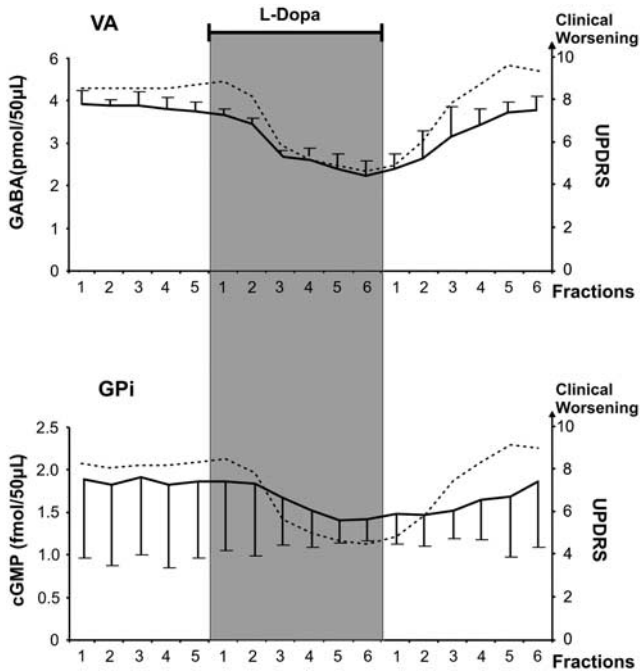 VA
L-Dopa
Clinical
Worsening
GABA(pmol/50µL)
6
4
3
2
1
0
10
8
6
4
2
0
UPDRS
1 2 3 4 5 1 2 3 4 5 6 1 2 3 4 5 6 Fractions
GPi
Clinical
Worsening
cGMP (fmol/50µL)
2.5
2.0
1.5
1.0
0.5
0
10
8
6
4
2
0
UPDRS
1 2 3 4 5 1 2 3 4 5 6 1 2 3 4 5 6 Fractions